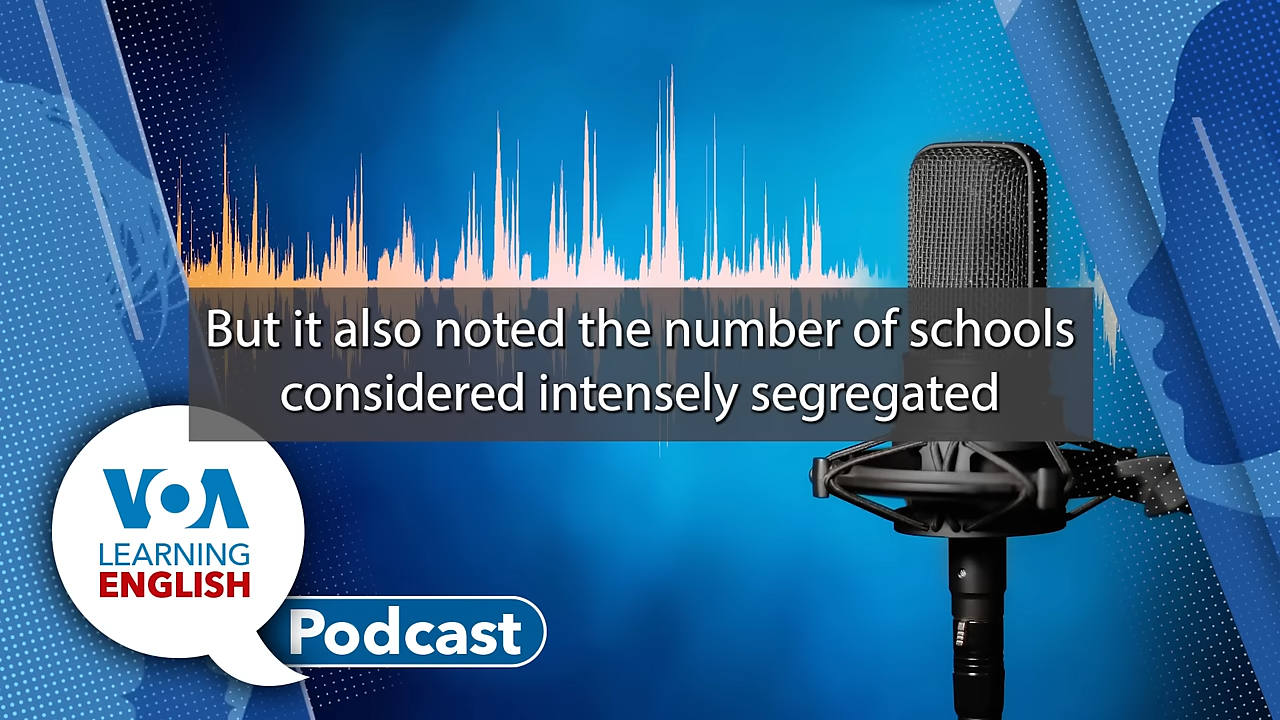 But it also noted the number of schools
considered intensely segregated
VOA
LEARNING
ENGLISH
Podcast